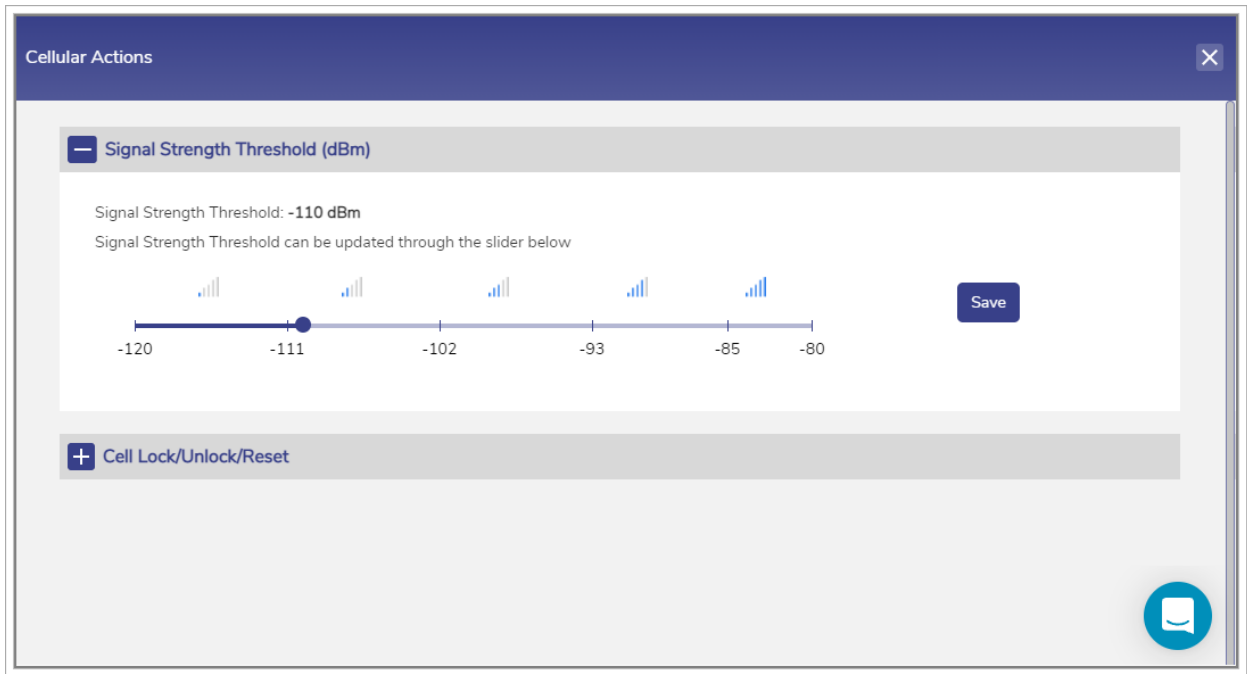 Cellular Actions
Signal Strength Threshold (dBm)
Signal Strength Threshold: -110 dBm
Signal Strength Threshold can be updated through the slider below
Save
-120 -111 -102 -93 -85 -80
Cell Lock/Unlock/Reset